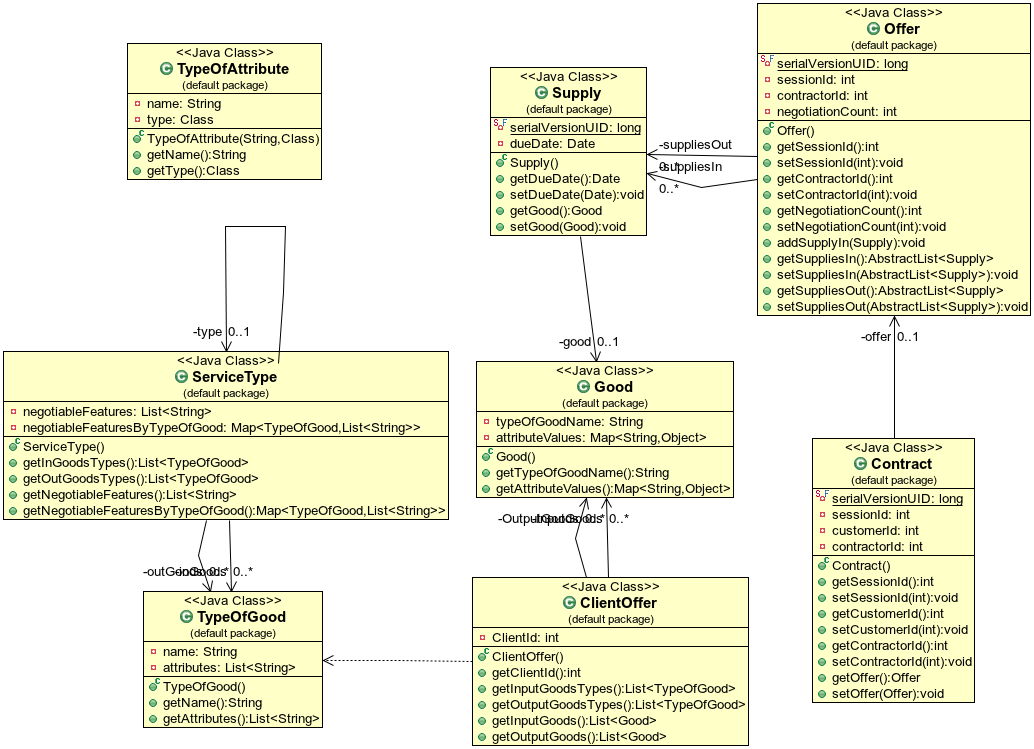 <<Java Class>>
TypeOfAttribute
(default package)
name: String
type: Class
TypeOfAttribute(String,Class)
getName():String
getType():Class
<<Java Class>>
Supply
(default package)
serialVersionUID: long
dueDate: Date
Supply()
getDueDate():Date
setDueDate(Date):void
getGood():Good
setGood(Good):void
<<Java Class>>
Offer
(default package)
serialVersionUID: long
sessionId: int
contractorId: int
negotiationCount: int
Offer()
getSessionId():int
setSessionId(int):void
getContractorId():int
setContractorId(int):void
getNegotiationCount():int
setNegotiationCount(int):void
addSupplyIn(Supply):void
getSuppliesIn():AbstractList<Supply>
setSuppliesIn(AbstractList<Supply>):void
getSuppliesOut():AbstractList<Supply>
setSuppliesOut(AbstractList<Supply>):void
-suppliesOut
0..*
-suppliesIn
0..*
-type 0..1
-good 0..1
-offer 0..1
<<Java Class>>
ServiceType
(default package)
negotiableFeatures: List<String>
negotiableFeaturesByTypeOfGood: Map<TypeOfGood,List<String>>
ServiceType()
getInGoodsTypes():List<TypeOfGood>
getOutGoodsTypes():List<TypeOfGood>
getNegotiableFeatures():List<String>
getNegotiableFeaturesByTypeOfGood():Map<TypeOfGood,List<String>>
<<Java Class>>
Good
(default package)
typeOfGoodName: String
attributeValues: Map<String,Object>
Good()
getTypeOfGoodName():String
getAttributeValues():Map<String,Object>
<<Java Class>>
Contract
(default package)
serialVersionUID: long
sessionId: int
customerId: int
contractorId: int
Contract()
getSessionId():int
setSessionId(int):void
getCustomerId():int
setCustomerId(int):void
getContractorId():int
setContractorId(int):void
getOffer():Offer
setOffer(Offer):void
-OutputGoods 0..*
-InputGoods 0..*
-outGoods 0..*
-inGoods 0..*
<<Java Class>>
TypeOfGood
(default package)
name: String
attributes: List<String>
TypeOfGood()
getName():String
getAttributes():List<String>
<<Java Class>>
ClientOffer
(default package)
ClientId: int
ClientOffer()
getClientId():int
getInputGoodsTypes():List<TypeOfGood>
getOutputGoodsTypes():List<TypeOfGood>
getInputGoods():List<Good>
getOutputGoods():List<Good>